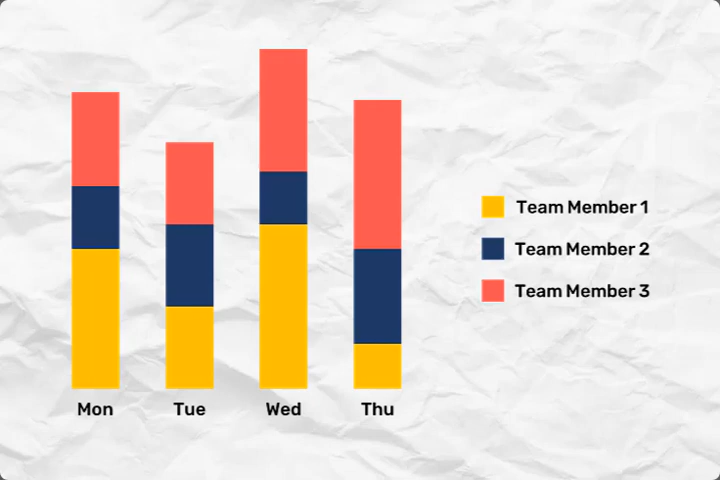 Team Member 1
Team Member 2
Team Member 3
Mon Tue Wed Thu